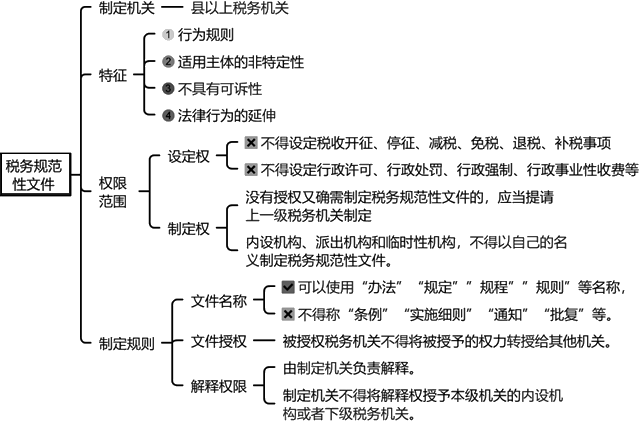 税务规范
性文件
制定机关
县以上税务机关
特征
1 行为规则
2 适用主体的非特定性
3 不具有可诉性
4 法律行为的延伸
权限
范围
设定权
不得设定税收开征、停征、减税、免税、退税、补税事项
不得设定行政许可、行政处罚、行政强制、行政事业性收费等
制定权
没有授权又确需制定税务规范性文件的，应当提请
上一级税务机关制定
内设机构、派出机构和临时性机构，不得以自己的名
义制定税务规范性文件。
制定规则
文件名称
可以使用“办法”“规定””规程””规则”等名称，
不得称“条例”“实施细则”“通知”“批复”等。
文件授权
被授权税务机关不得将被授予的权力转授给其他机关。
解释权限
由制定机关负责解释。
制定机关不得将解释权授予本级机关的内设机
构或者下级税务机关。